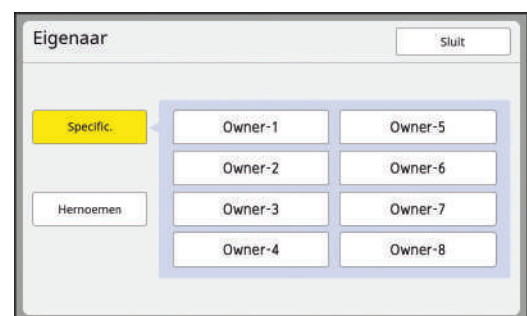 Eigenaar
Sluit
Specific.
Owner-1
Owner-5
Owner-2
Owner-6
Hernoemen
Owner-3
Owner-7
Owner-4
Owner-8